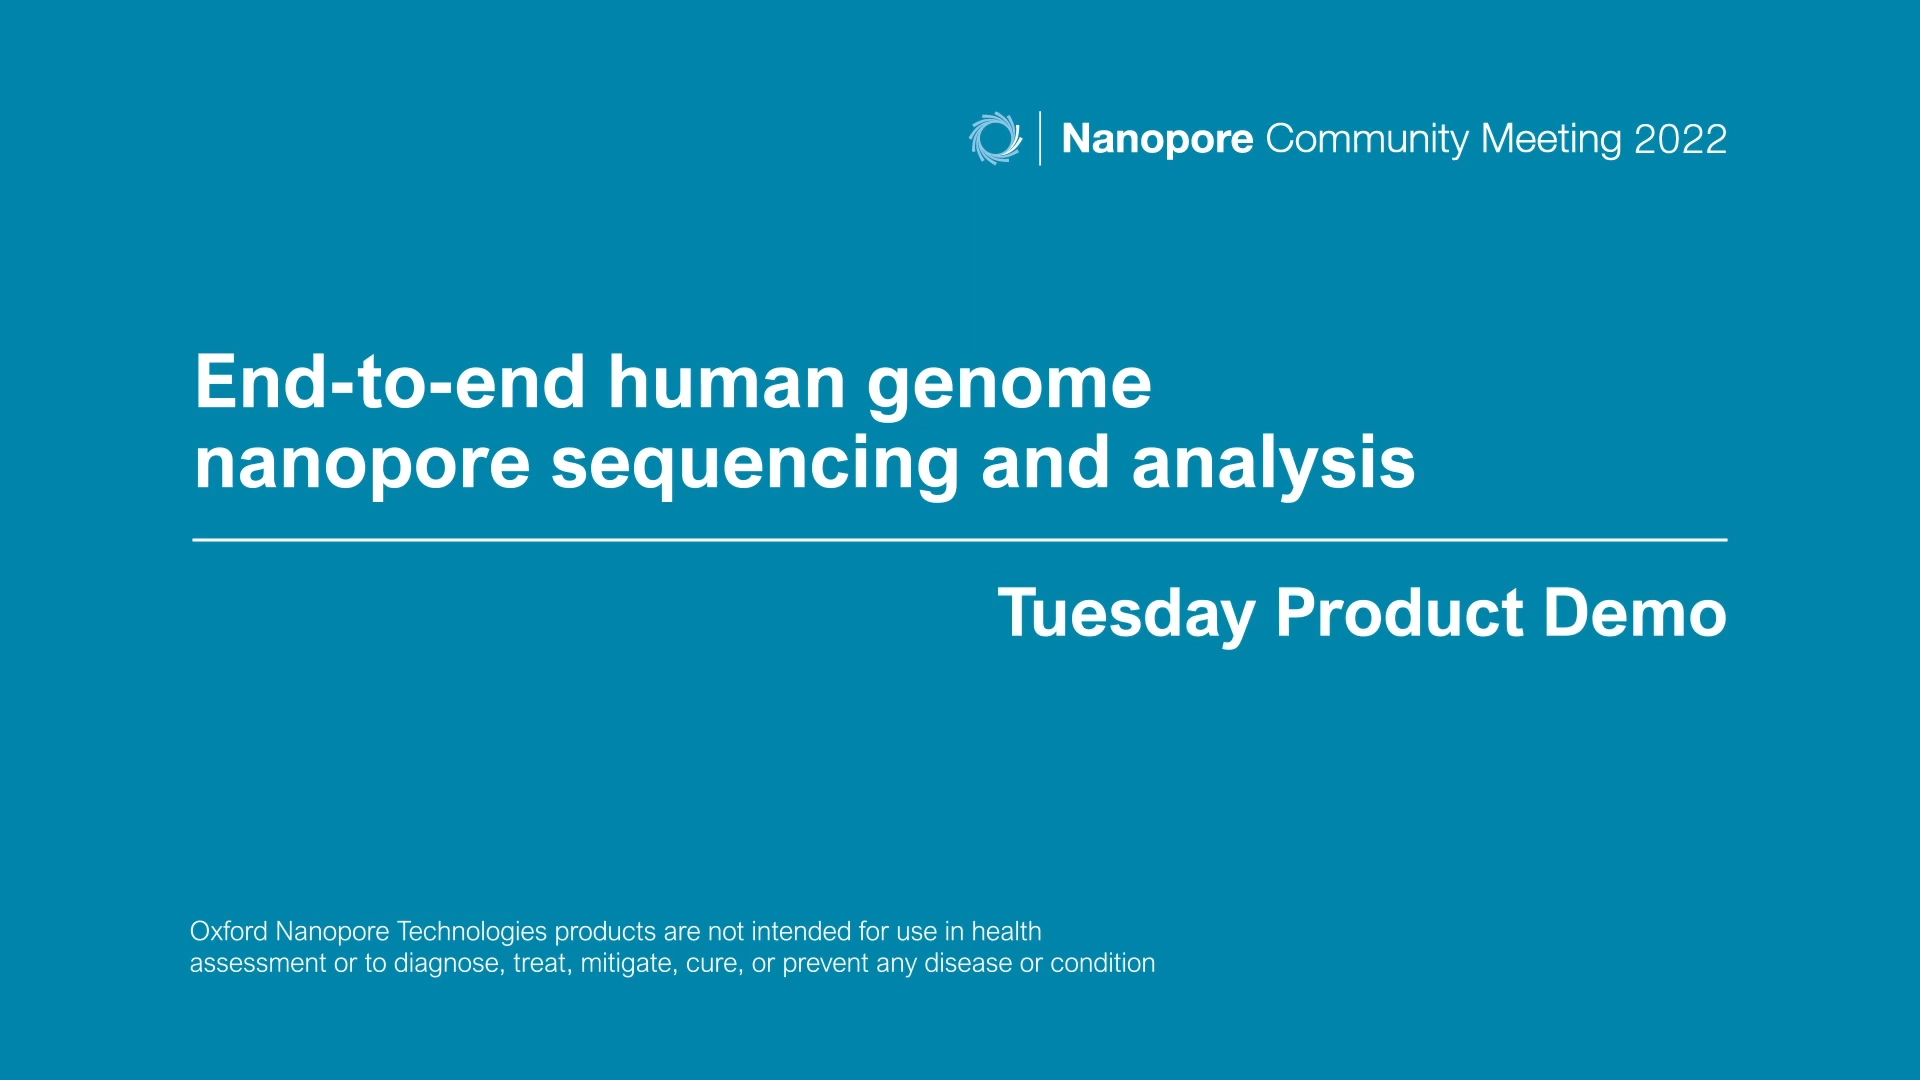 Nanopore Community Meeting 2022
End-to-end human genome
nanopore sequencing and analysis
Tuesday Product Demo
Oxford Nanopore Technologies products are not intended for use in health
assessment or to diagnose, treat, mitigate, cure, or prevent any disease or condition